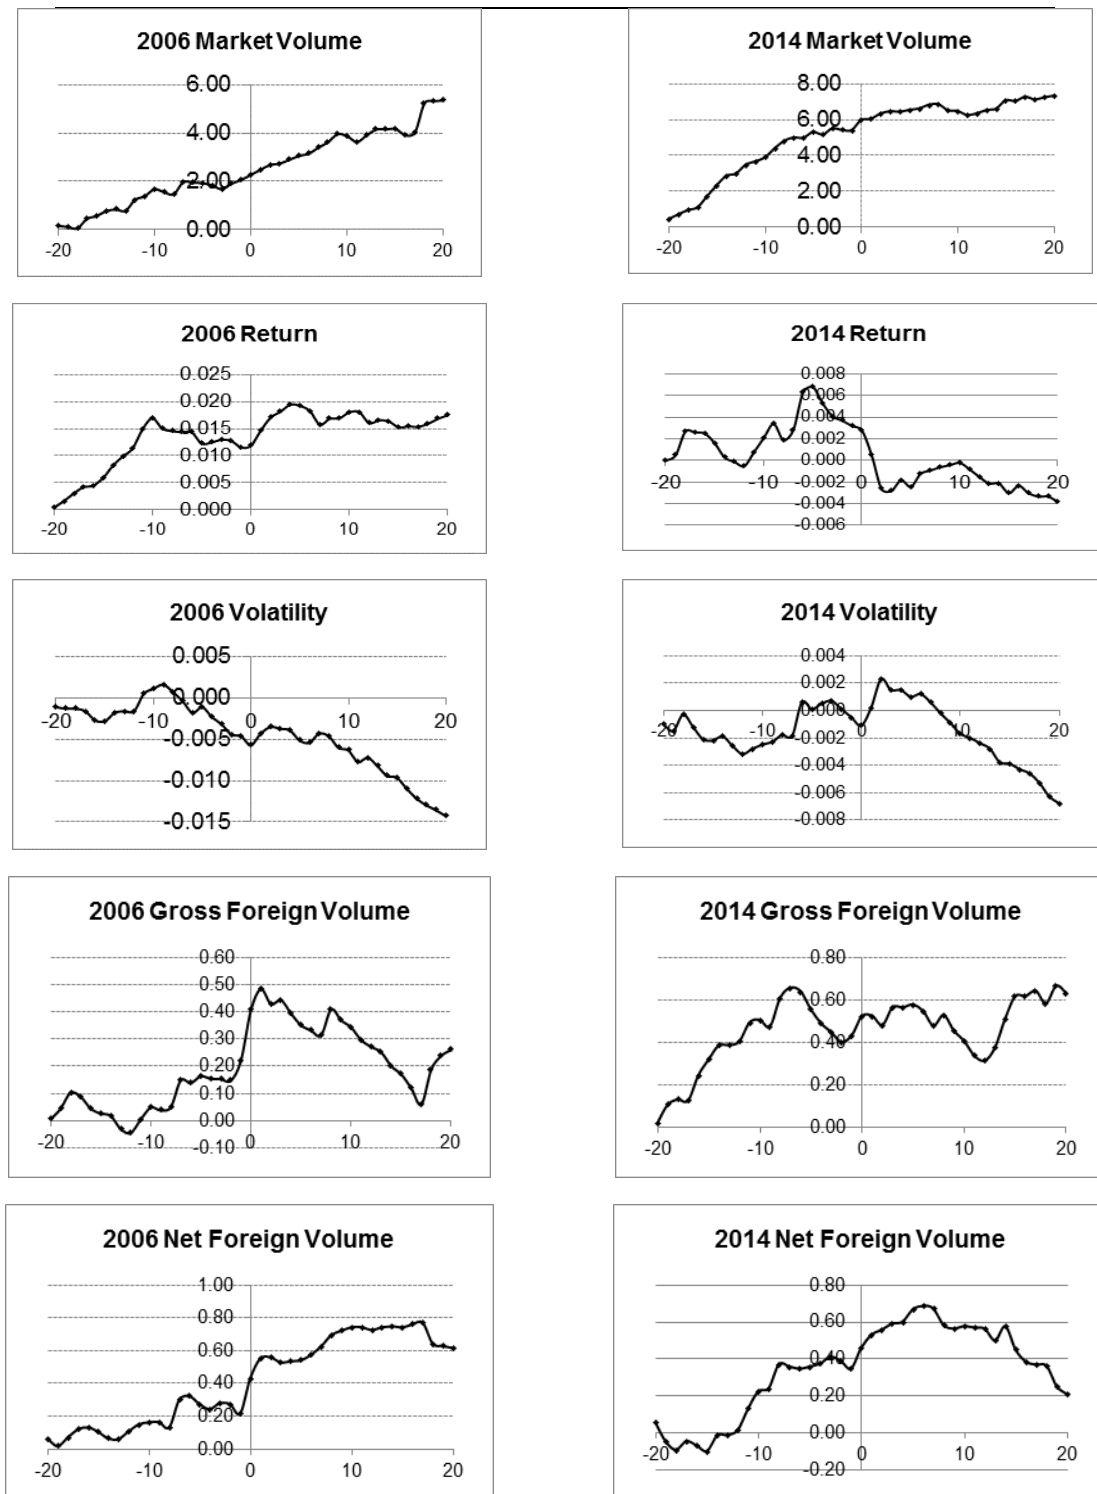 2006 Market Volume
6.00
4.00
2.00
0.00
-20 -10 0 10 20
2014 Market Volume
8.00
6.00
4.00
2.00
0.00
-20 -10 0 10 20
2006 Return
0.025
0.020
0.015
0.010
0.005
0.000
-20 -10 0 10 20
2014 Return
0.008
0.006
0.004
0.002
0.000
-20 -10 -0.002 0 10 20
-0.004
-0.006
2006 Volatility
0.005
0.000
-20 -10 0 10 20
-0.005
-0.010
-0.015
2014 Volatility
0.004
0.002
0.000
-20 -10 0 10 20
-0.002
-0.004
-0.006
-0.008
2006 Gross Foreign Volume
0.60
0.50
0.40
0.30
0.20
0.10
0.00
-20 -10 -0.10 0 10 20
2014 Gross Foreign Volume
0.80
0.60
0.40
0.20
0.00
-20 -10 0 10 20
2006 Net Foreign Volume
1.00
0.80
0.60
0.40
0.20
0.00
-20 -10 0 10 20
2014 Net Foreign Volume
0.80
0.60
0.40
0.20
0.00
-20 -10 0 10 20
-0.20